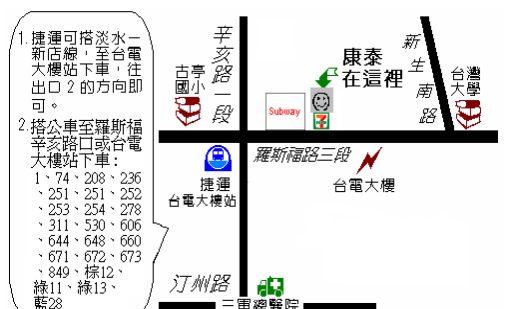 1.捷運可搭淡水－
新店線，至台電
大樓站下車，往
出口 2 的方向即
可。
2.搭公車至羅斯福
辛亥路口或台電
大樓站下車：
1、74、208、236
、251、251、252
、253、254、278
、311、530、606
、644、648、660
、671、672、673
、849、棕12、
綠11、綠13、
藍28
辛亥路一段
古亭
國小
Subway
康泰
在這裡
7
新生南路
台灣
大學
捷運
台電大樓站
羅斯福路三段
台電大樓
汀州路
三軍總醫院